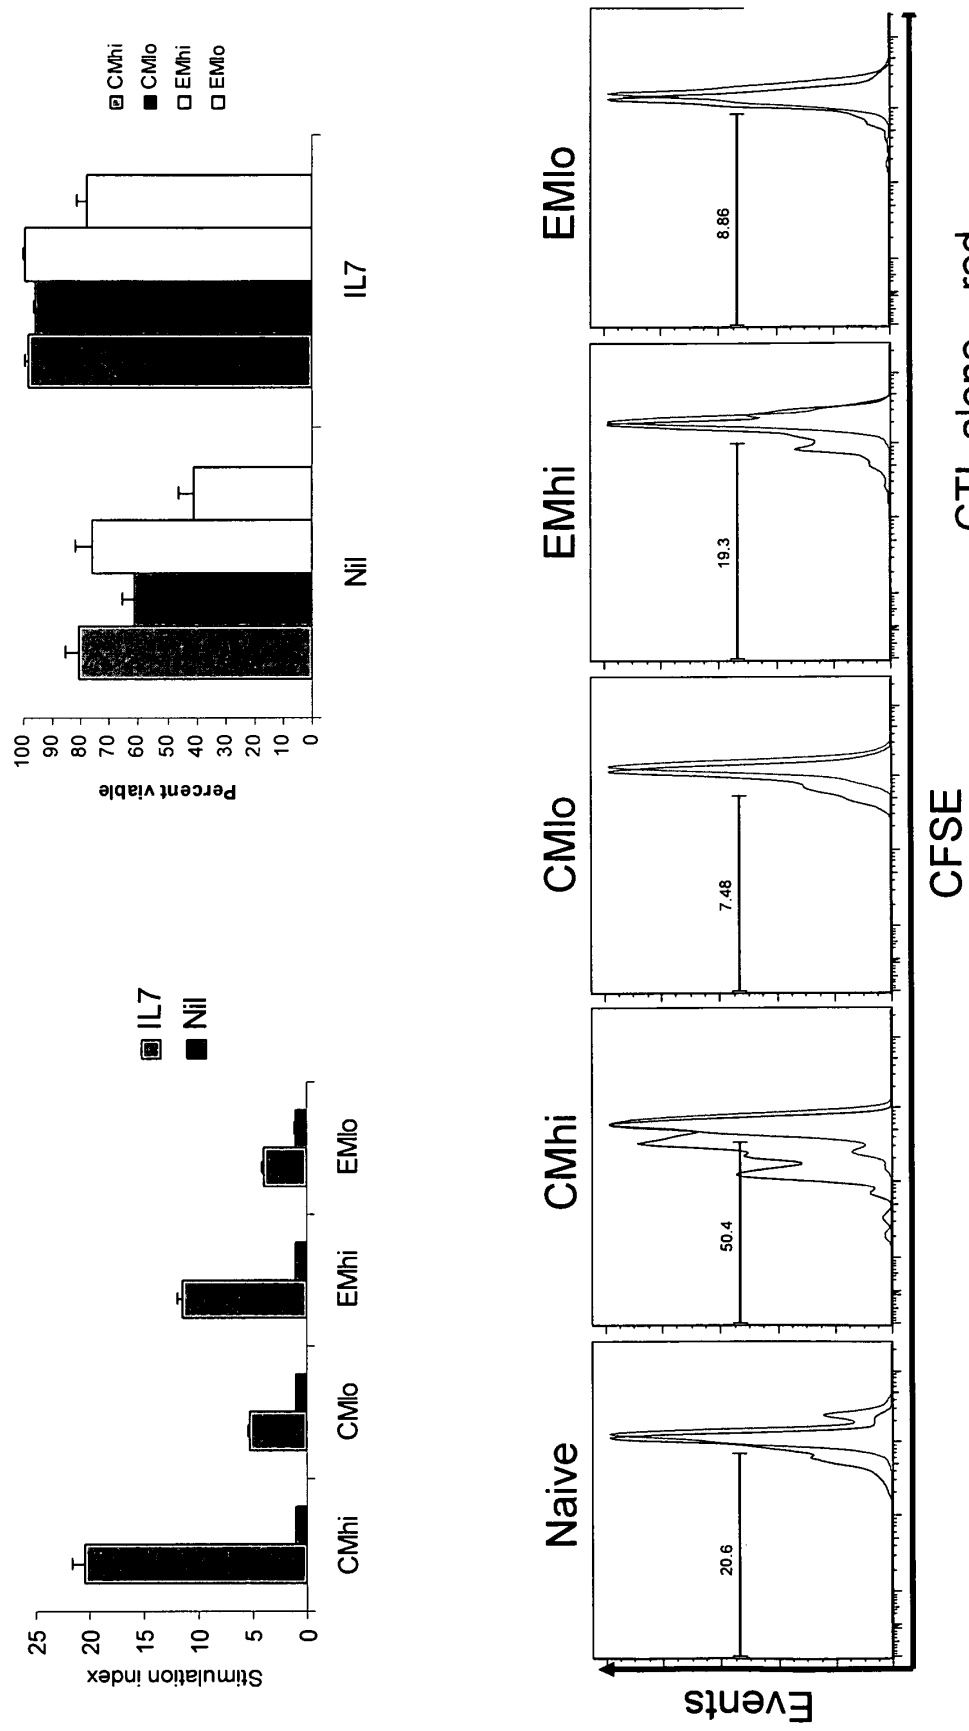 25
20
15
10
5
0
Stimulation index
CMhi
CMlo
EMhi
EMlo
IL7
Nil
100
90
80
70
60
50
40
30
20
10
0
Percent viable
Nil
IL7
CMhi
CMlo
EMhi
EMlo
Naive
CMhi
CMlo
EMhi
EMlo
20.6
50.4
7.48
19.3
8.86
Events
CFSE